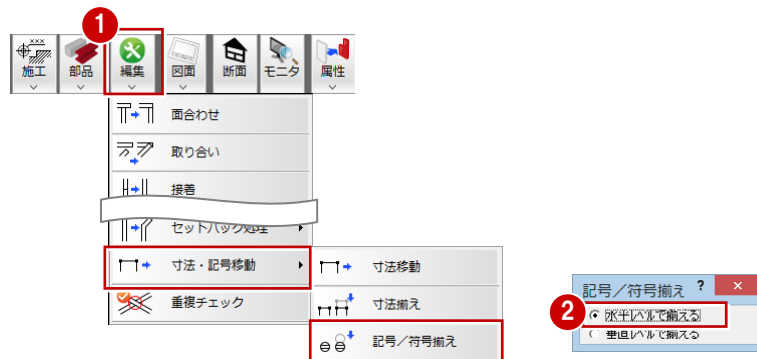 1
施工 部品 編集 図面 断面 モニタ 属性
面合わせ
取り合い
接着
セットバック処理
寸法・記号移動
寸法移動
重複チェック
寸法揃え
記号／符号揃え
記号／符号揃え ? ×
2
水平レベルで揃える
垂直レベルで揃える